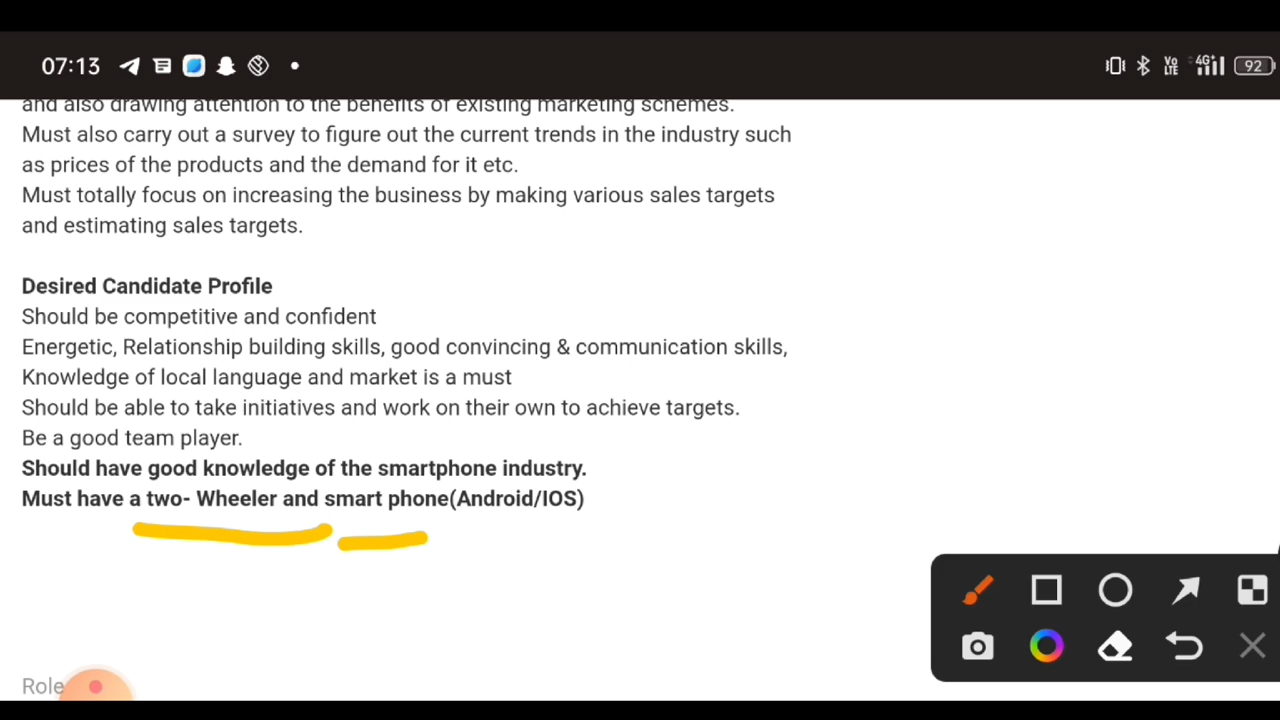 07:13
VO
LTE
4G+
92
and also drawing attention to the benefits of existing marketing schemes.
Must also carry out a survey to figure out the current trends in the industry such
as prices of the products and the demand for it etc.
Must totally focus on increasing the business by making various sales targets
and estimating sales targets.
Desired Candidate Profile
Should be competitive and confident
Energetic, Relationship building skills, good convincing & communication skills,
Knowledge of local language and market is a must
Should be able to take initiatives and work on their own to achieve targets.
Be a good team player.
Should have good knowledge of the smartphone industry.
Must have a two- Wheeler and smart phone(Android/IOS)
Role